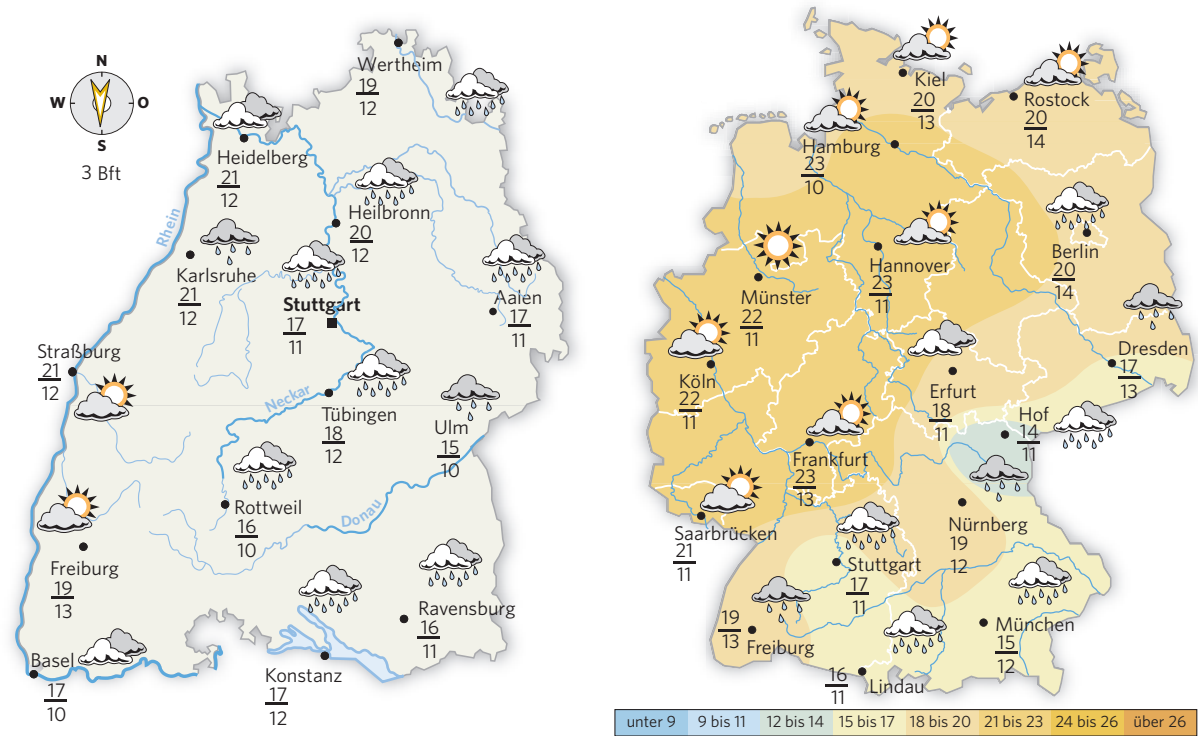 N
W O
S
3 Bft
Wertheim
19
12
Heidelberg
21
12
Rhein
Heilbronn
20
12
Karlsruhe
21
12
Stuttgart
17
11
Aalen
17
11
Straßburg
21
12
Neckar
Tübingen
18
12
Ulm
15
10
Rottweil
16
10
Donau
Freiburg
19
13
Ravensburg
16
11
Basel
17
10
Konstanz
17
12
Kiel
20
13
Rostock
20
14
Hamburg
23
10
Berlin
20
14
Hannover
23
11
Münster
22
11
Dresden
17
13
Köln
22
11
Erfurt
18
11
Hof
14
11
Frankfurt
23
13
Saarbrücken
21
11
Nürnberg
19
12
Stuttgart
17
11
19
13
Freiburg
München
15
12
16
11
Lindau
unter 9 9 bis 11 12 bis 14 15 bis 17 18 bis 20 21 bis 23 24 bis 26 über 26